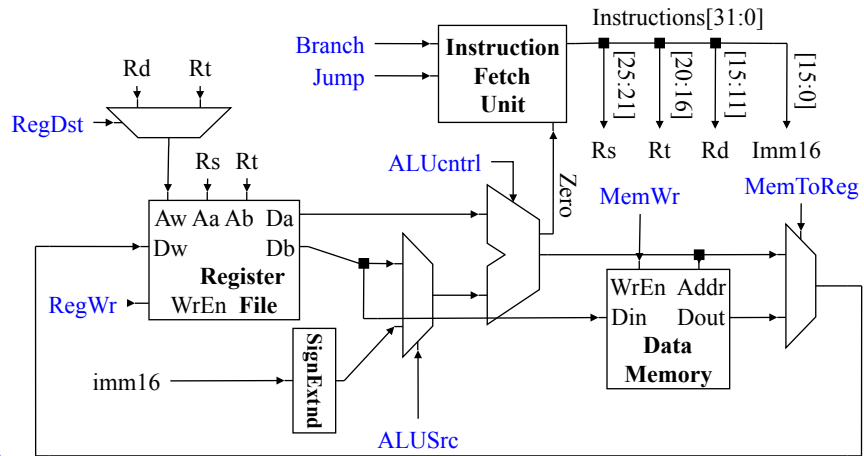 Instructions[31:0]
Branch
Jump
Instruction
Fetch
Unit
[25:21]
[20:16]
[15:11]
[15:0]
Rs
Rt
Rd
Imm16
Rd
Rt
RegDst
Rs
Rt
ALUcntrl
Zero
MemWr
MemToReg
Aw Aa Ab Da
Dw Db
Register
WrEn File
RegWr
WrEn Addr
Din Dout
Data
Memory
imm16
SignExtnd
ALUSrc